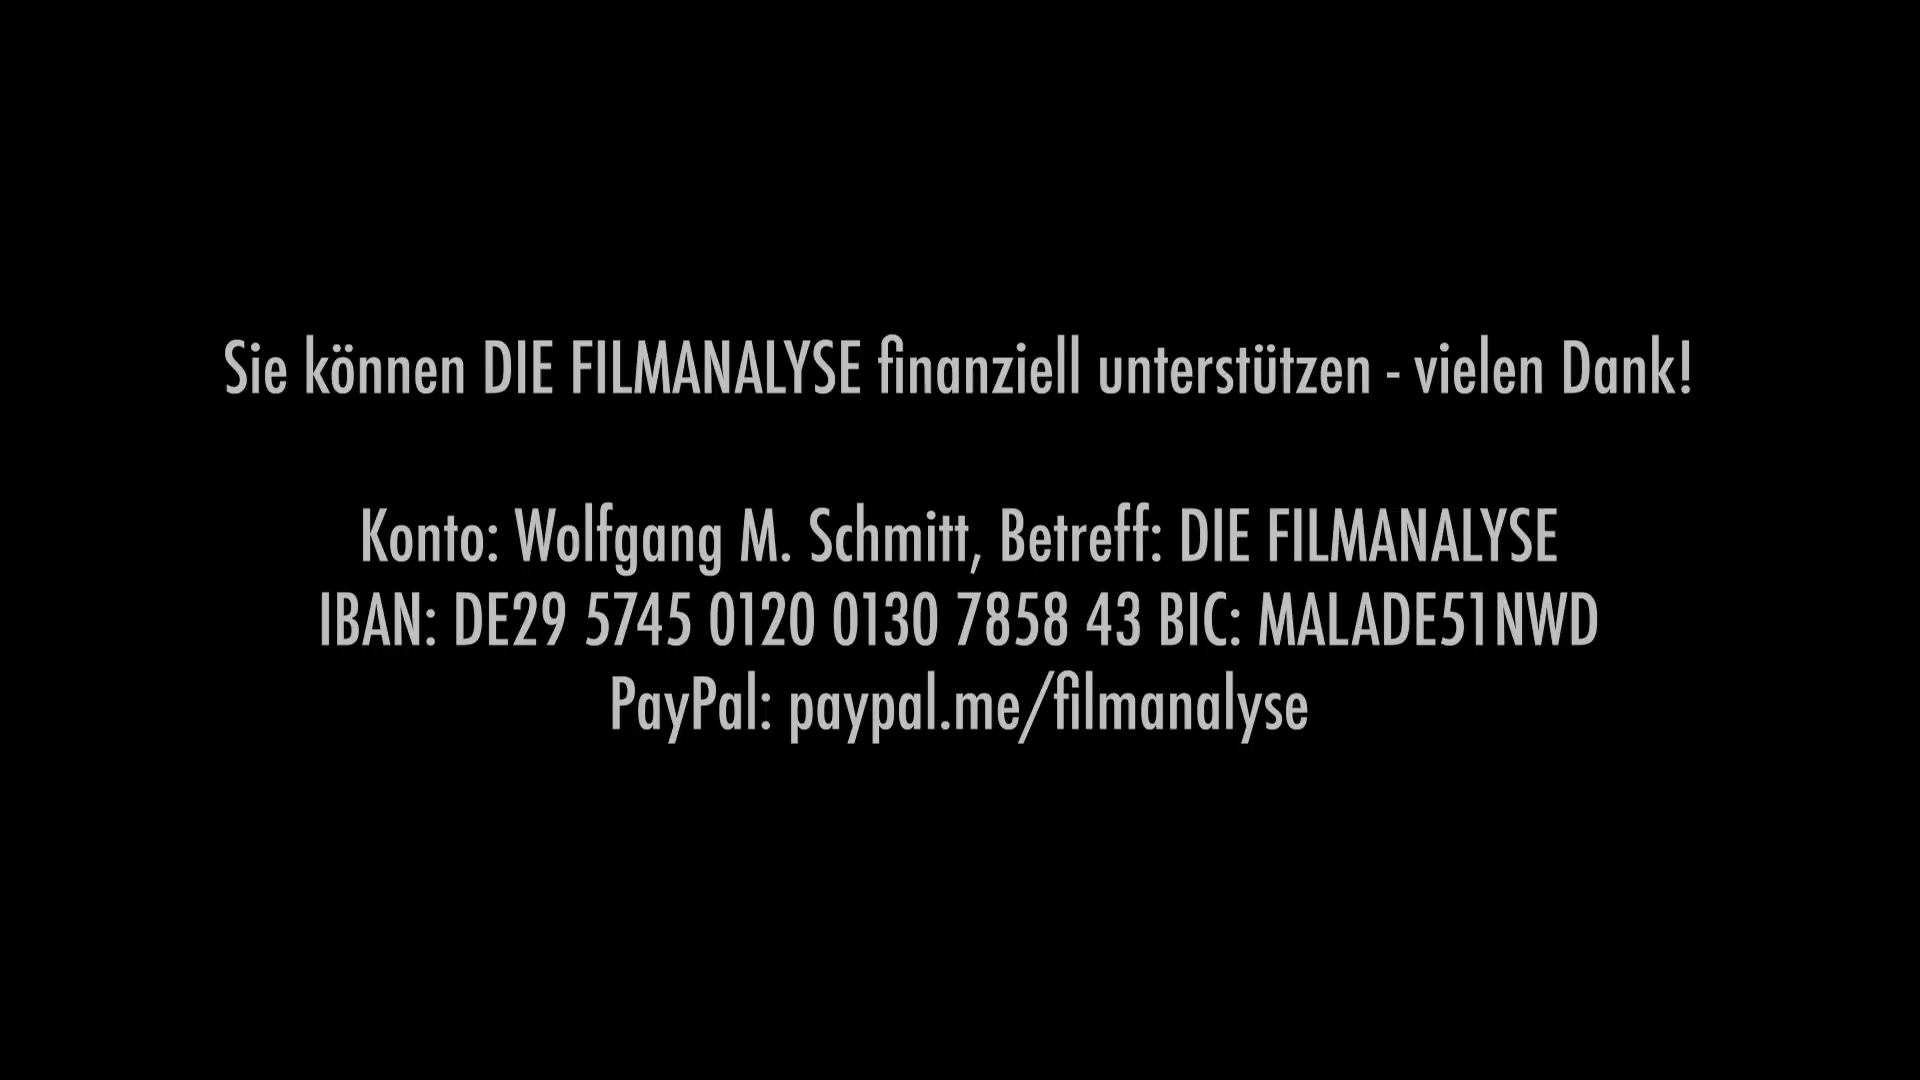 Sie können DIE FILMANALYSE finanziell unterstützen - vielen Dank!
Konto: Wolfgang M. Schmitt, Betreff: DIE FILMANALYSE
IBAN: DE29 5745 0120 0130 7858 43 BIC: MALADE51NWD
PayPal: paypal.me/filmanalyse